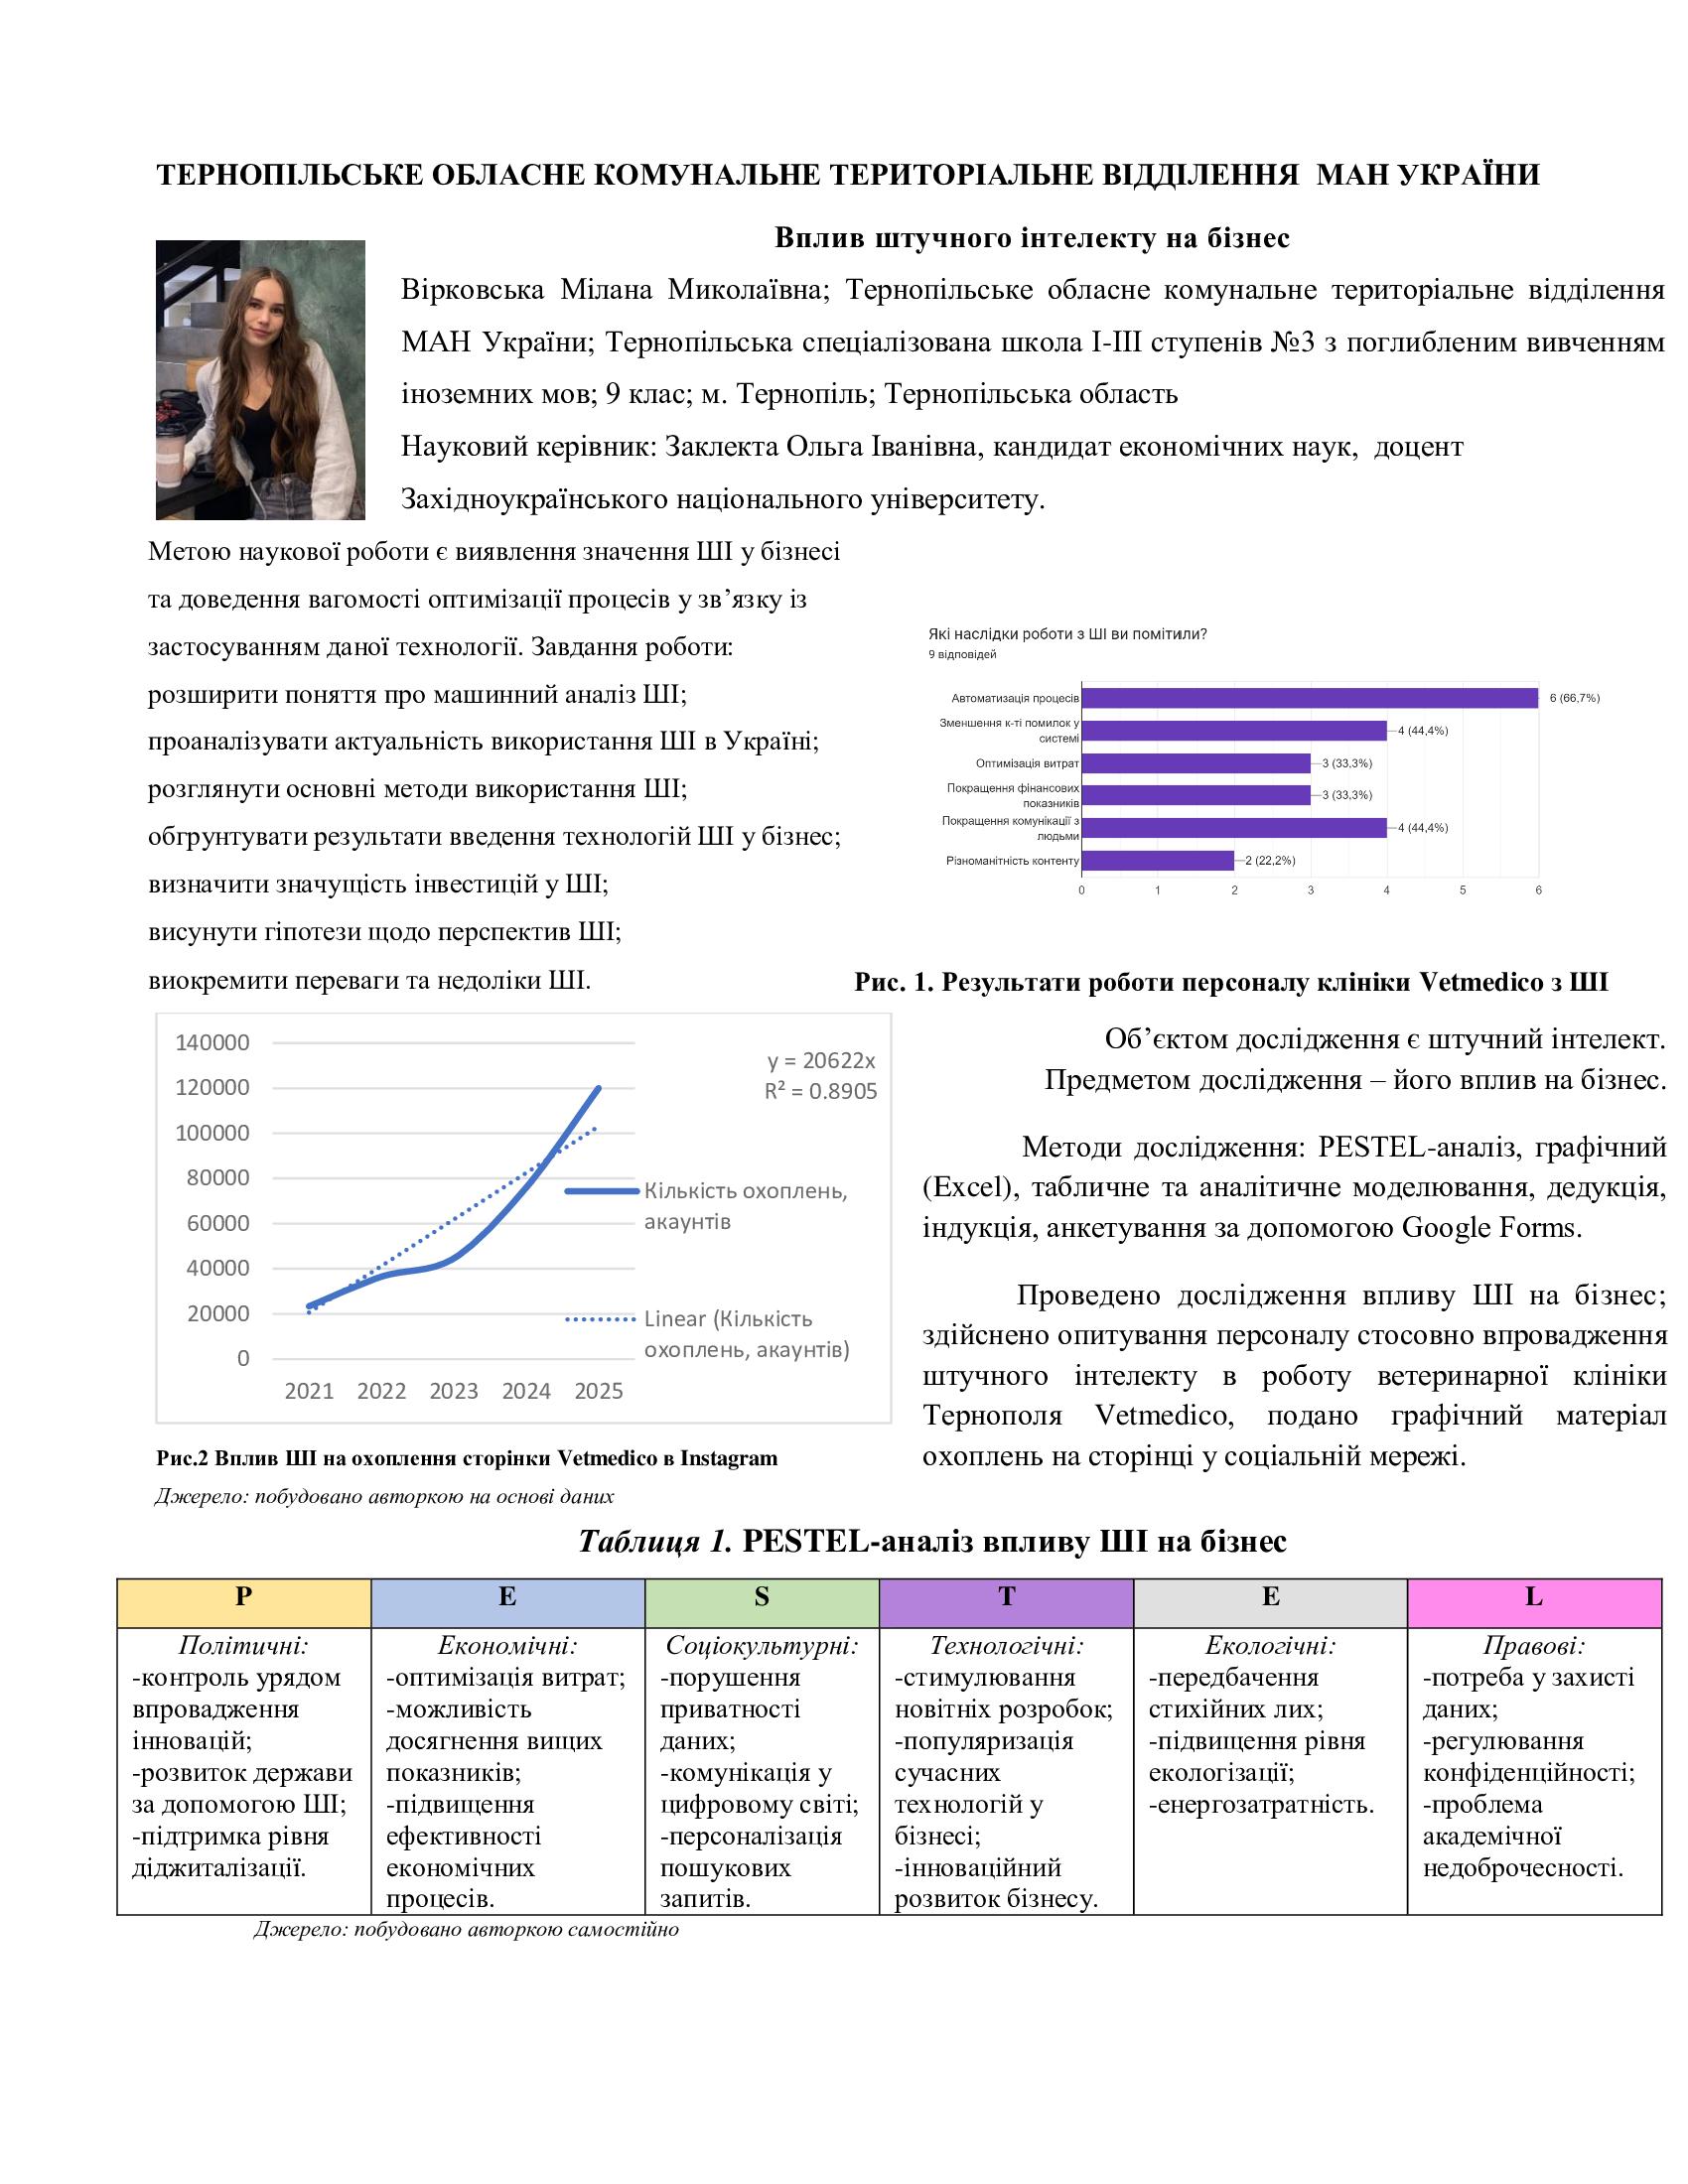 ТЕРНОПІЛЬСЬКЕ ОБЛАСНЕ КОМУНАЛЬНЕ ТЕРИТОРІАЛЬНЕ ВІДДІЛЕННЯ МАН УКРАЇНИ
Вплив штучного інтелекту на бізнес
Вірковська Мілана Миколаївна; Тернопільське обласне комунальне територіальне відділення
МАН України; Тернопільська спеціалізована школа І-ІІІ ступенів №3 з поглибленим вивченням
іноземних мов; 9 клас; м. Тернопіль; Тернопільська область
Науковий керівник: Заклекта Ольга Іванівна, кандидат економічних наук, доцент
Західноукраїнського національного університету.
Метою наукової роботи є виявлення значення ШІ у бізнесі
та доведення вагомості оптимізації процесів у зв’язку із
застосуванням даної технології. Завдання роботи:
розширити поняття про машинний аналіз ШІ;
проаналізувати актуальність використання ШІ в Україні;
розглянути основні методи використання ШІ;
обгрунтувати результати введення технологій ШІ у бізнес;
визначити значущість інвестицій у ШІ;
висунути гіпотези щодо перспектив ШІ;
виокремити переваги та недоліки ШІ.
Які наслідки роботи з ШІ ви помітили?
9 відповідей
Автоматизація процесів
6 (66,7%)
Зменшення к-ті помилок у
системі
4 (44,4%)
Оптимізація витрат
3 (33,3%)
Покращення фінансових
показників
3 (33,3%)
Покращення комунікації з
людьми
4 (44,4%)
Різноманітність контенту
2 (22,2%)
0 1 2 3 4 5 6
Рис. 1. Результати роботи персоналу клініки Vetmedico з ШІ
140000
120000
100000
80000
60000
40000
20000
0
2021 2022 2023 2024 2025
y = 20622x
R² = 0.8905
Кількість охоплень,
акаунтів
Linear (Кількість
охоплень, акаунтів)
Рис.2 Вплив ШІ на охоплення сторінки Vetmedico в Instagram
Джерело: побудовано авторкою на основі даних
Об’єктом дослідження є штучний інтелект.
Предметом дослідження – його вплив на бізнес.
Методи дослідження: PESTEL-аналіз, графічний
(Excel), табличне та аналітичне моделювання, дедукція,
індукція, анкетування за допомогою Google Forms.
Проведено дослідження впливу ШІ на бізнес;
здійснено опитування персоналу стосовно впровадження
штучного інтелекту в роботу ветеринарної клініки
Тернополя Vetmedico, подано графічний матеріал
охоплень на сторінці у соціальній мережі.
Таблиця 1. PESTEL-аналіз впливу ШІ на бізнес
P
E
S
T
E
L
Політичні:
-контроль урядом
впровадження
інновацій;
-розвиток держави
за допомогою ШІ;
-підтримка рівня
діджиталізації.
Економічні:
-оптимізація витрат;
-можливість
досягнення вищих
показників;
-підвищення
ефективності
економічних
процесів.
Соціокультурні:
-порушення
приватності
даних;
-комунікація у
цифровому світі;
-персоналізація
пошукових
запитів.
Технологічні:
-стимулювання
новітніх розробок;
-популяризація
сучасних
технологій у
бізнесі;
-інноваційний
розвиток бізнесу.
Екологічні:
-передбачення
стихійних лих;
-підвищення рівня
екологізації;
-енергозатратність.
Правові:
-потреба у захисті
даних;
-регулювання
конфіденційності;
-проблема
академічної
недоброчесності.
Джерело: побудовано авторкою самостійно